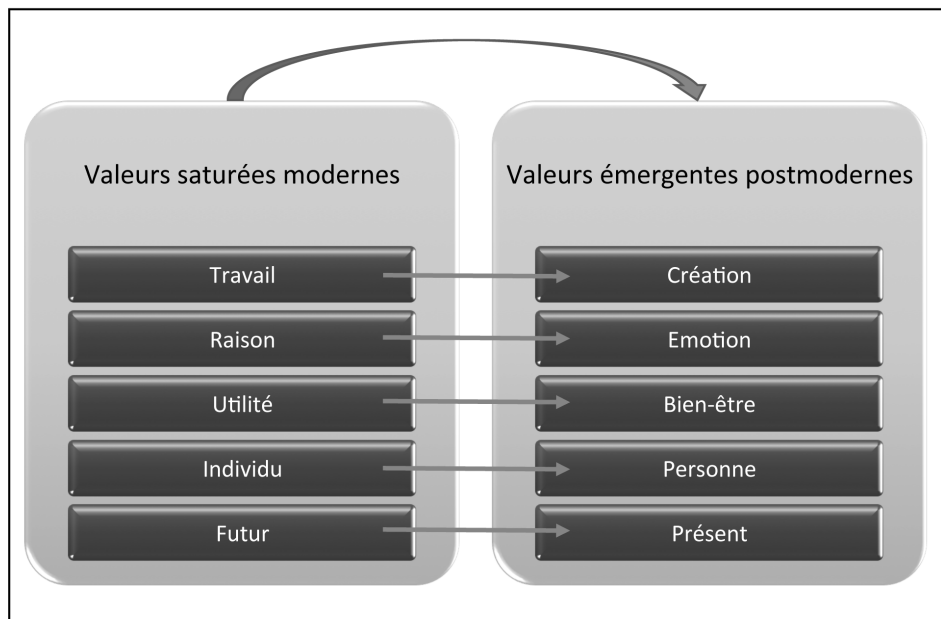 Valeurs saturées modernes
Travail
Raison
Utilité
Individu
Futur
Valeurs émergentes postmodernes
Création
Emotion
Bien-être
Personne
Présent